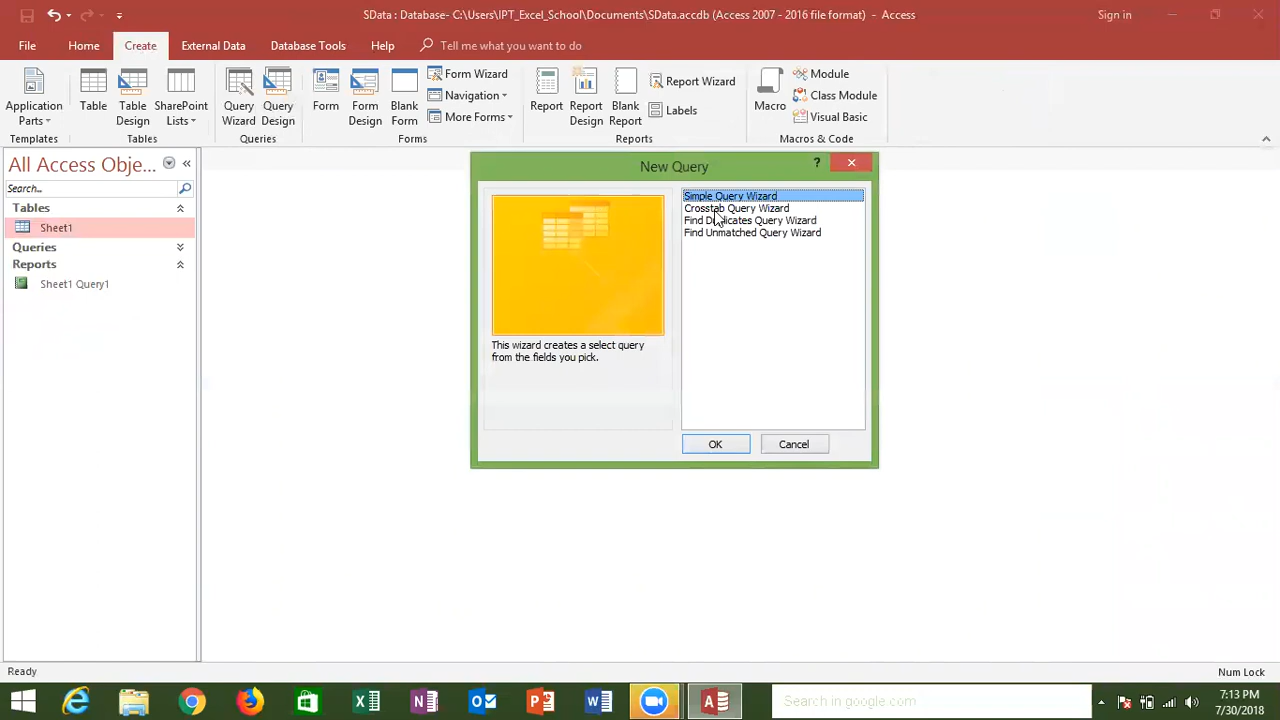 SData : Database- C:\Users\IPT_Excel_School\Documents\SData.accdb (Access 2007 - 2016 file format) - Access
Sign in
File Home Create External Data Database Tools Help Tell me what you want to do
Application Parts
Table
Table Design
SharePoint Lists
Query Wizard
Query Design
Form
Form Design
Blank Form
Form Wizard
Navigation
More Forms
Report
Report Design
Blank Report
Report Wizard
Labels
Macro
Module
Class Module
Visual Basic
Templates Tables Queries Forms Reports Macros & Code
All Access Obje...
Search...
Tables
Sheet1
Queries
Reports
Sheet1 Query1
New Query
?
Simple Query Wizard
Crosstab Query Wizard
Find Duplicates Query Wizard
Find Unmatched Query Wizard
This wizard creates a select query
from the fields you pick.
OK Cancel
Ready
Num Lock
Search in google.com
7:13 PM
7/30/2018